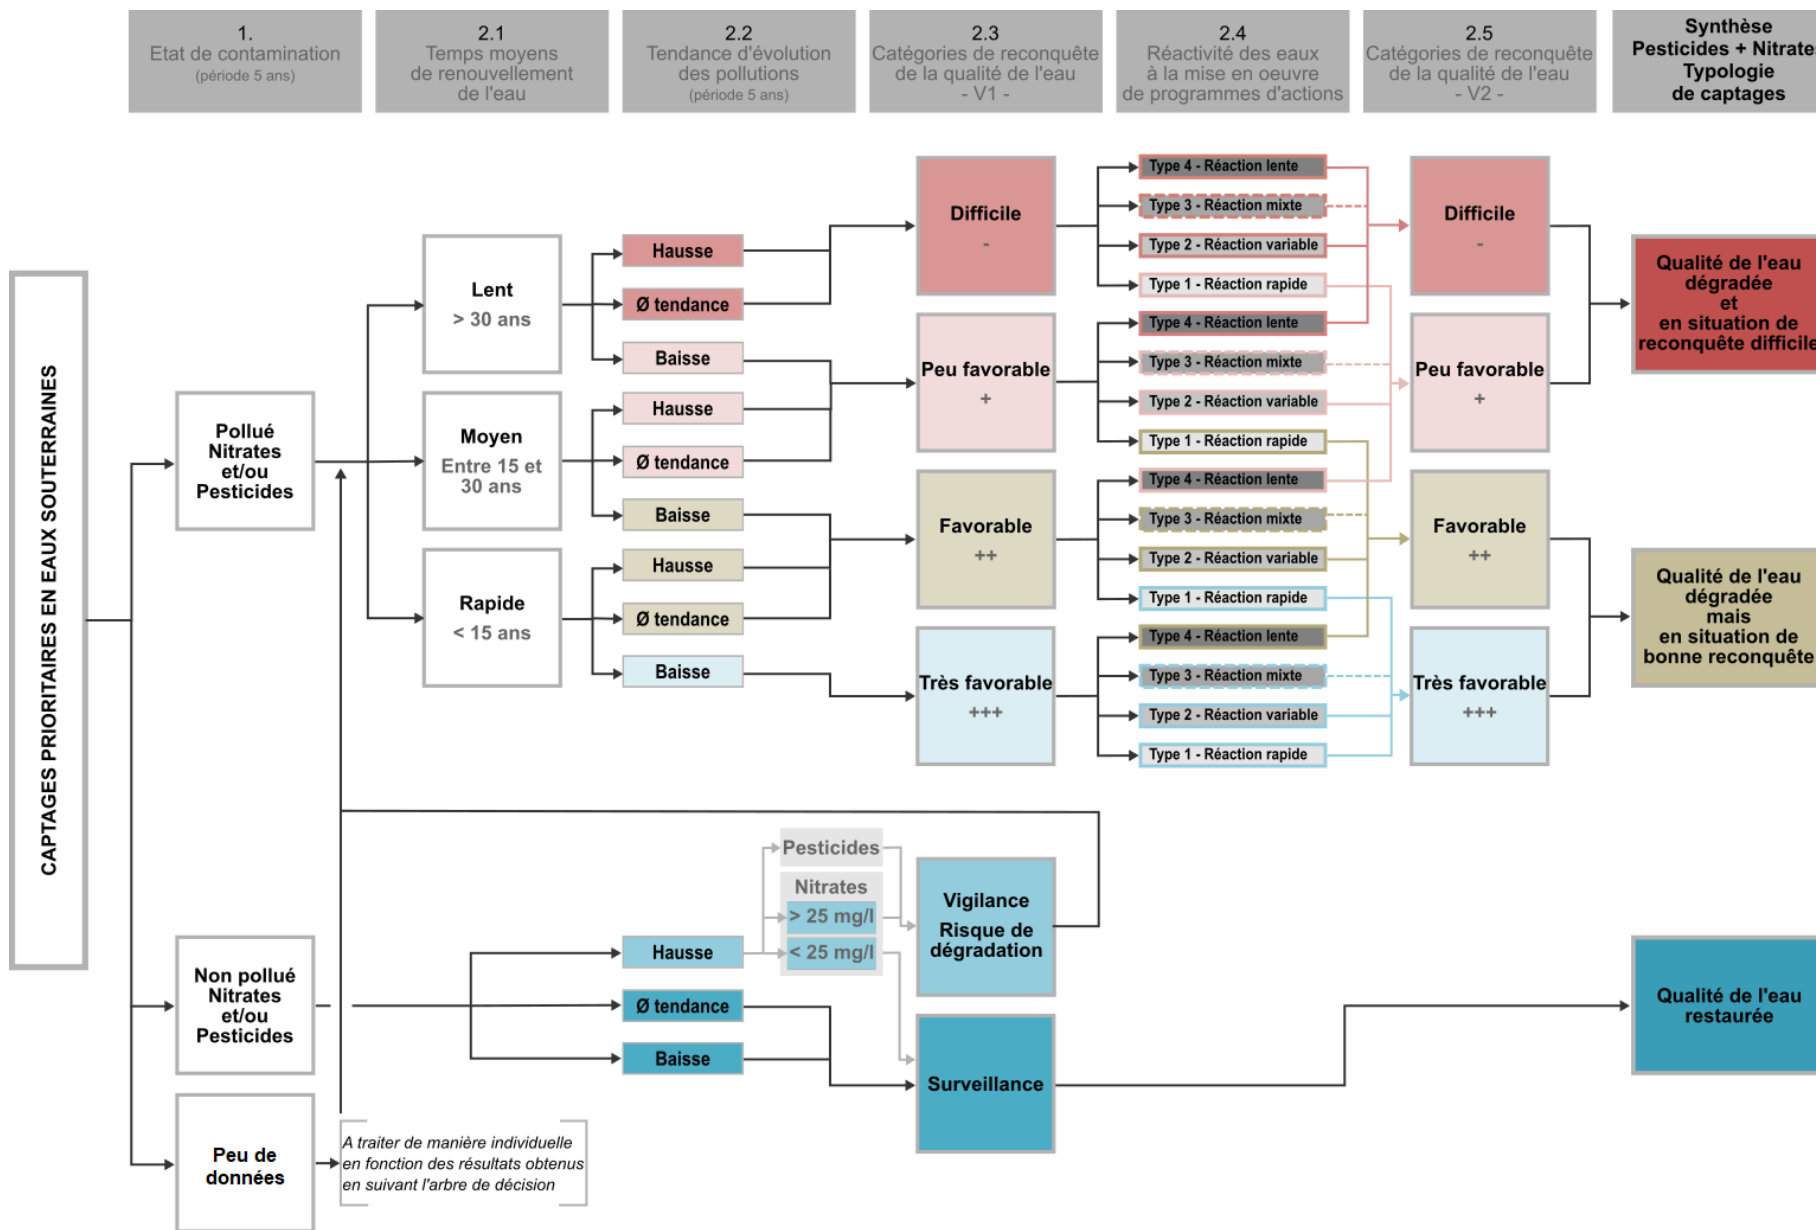 1.
Etat de contamination
(période 5 ans)
2.1
Temps moyens
de renouvellement
de l'eau
2.2
Tendance d'évolution
des pollutions
(période 5 ans)
2.3
Catégories de reconquête
de la qualité de l'eau
- V1 -
2.4
Réactivité des eaux
à la mise en oeuvre
de programmes d'actions
2.5
Catégories de reconquête
de la qualité de l'eau
- V2 -
Synthèse
Pesticides + Nitrates
Typologie
de captages
CAPTAGES PRIORITAIRES EN EAUX SOUTERRAINES
Pollué
Nitrates
et/ou
Pesticides
Lent
> 30 ans
Moyen
Entre 15 et
30 ans
Rapide
< 15 ans
Hausse
Ø tendance
Baisse
Hausse
Ø tendance
Baisse
Hausse
Ø tendance
Baisse
Difficile
-
Peu favorable
+
Favorable
++
Très favorable
+++
Type 4 - Réaction lente
Type 3 - Réaction mixte
Type 2 - Réaction variable
Type 1 - Réaction rapide
Type 4 - Réaction lente
Type 3 - Réaction mixte
Type 2 - Réaction variable
Type 1 - Réaction rapide
Type 4 - Réaction lente
Type 3 - Réaction mixte
Type 2 - Réaction variable
Type 1 - Réaction rapide
Type 4 - Réaction lente
Type 3 - Réaction mixte
Type 2 - Réaction variable
Type 1 - Réaction rapide
Difficile
-
Peu favorable
+
Favorable
++
Très favorable
+++
Qualité de l'eau
dégradée
et
en situation de
reconquête difficile
Qualité de l'eau
dégradée
mais
en situation de
bonne reconquête
Non pollué
Nitrates
et/ou
Pesticides
Hausse
Ø tendance
Baisse
Pesticides
Nitrates
> 25 mg/l
< 25 mg/l
Vigilance
Risque de
dégradation
Surveillance
Qualité de l'eau
restaurée
Peu de
données
A traiter de manière individuelle
en fonction des résultats obtenus
en suivant l'arbre de décision